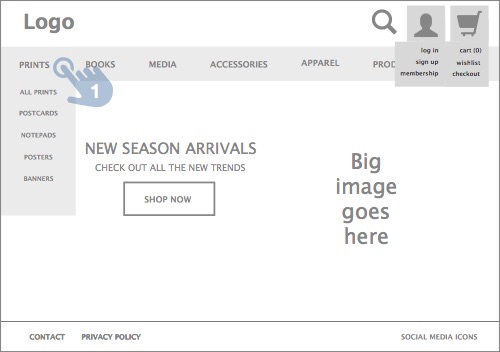 Logo
log in
sign up
membership
cart (0)
wishlist
checkout
PRINTS
BOOKS
MEDIA
ACCESSORIES
APPAREL
PROD
1
ALL PRINTS
POSTCARDS
NOTEPADS
POSTERS
BANNERS
NEW SEASON ARRIVALS
CHECK OUT ALL THE NEW TRENDS
SHOP NOW
Big
image
goes
here
CONTACT
PRIVACY POLICY
SOCIAL MEDIA ICONS